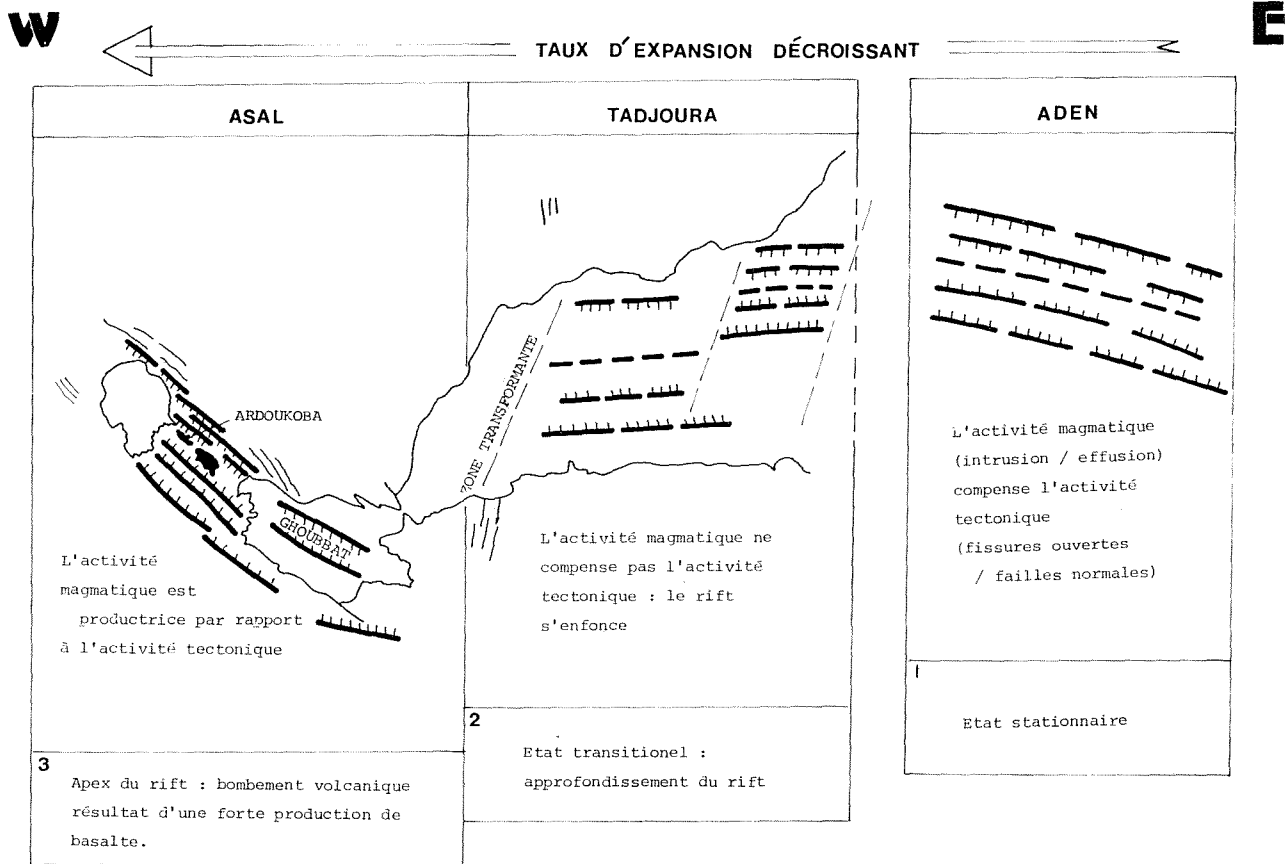 W
E
TAUX D'EXPANSION DÉCROISSANT
ASAL
TADJOURA
ADEN
ARDOUKOBA
GHOUBBAT
ZONE TRANSFORMANTE
L'activité
magmatique est
productrice par rapport
à l'activité tectonique
L'activité magmatique ne
compense pas l'activité
tectonique : le rift
s'enfonce
L'activité magmatique
(intrusion / effusion)
compense l'activité
tectonique
(fissures ouvertes
/ failles normales)
3
Apex du rift : bombement volcanique
résultat d'une forte production de
basalte.
2
Etat transitionel :
approfondissement du rift
1
Etat stationnaire